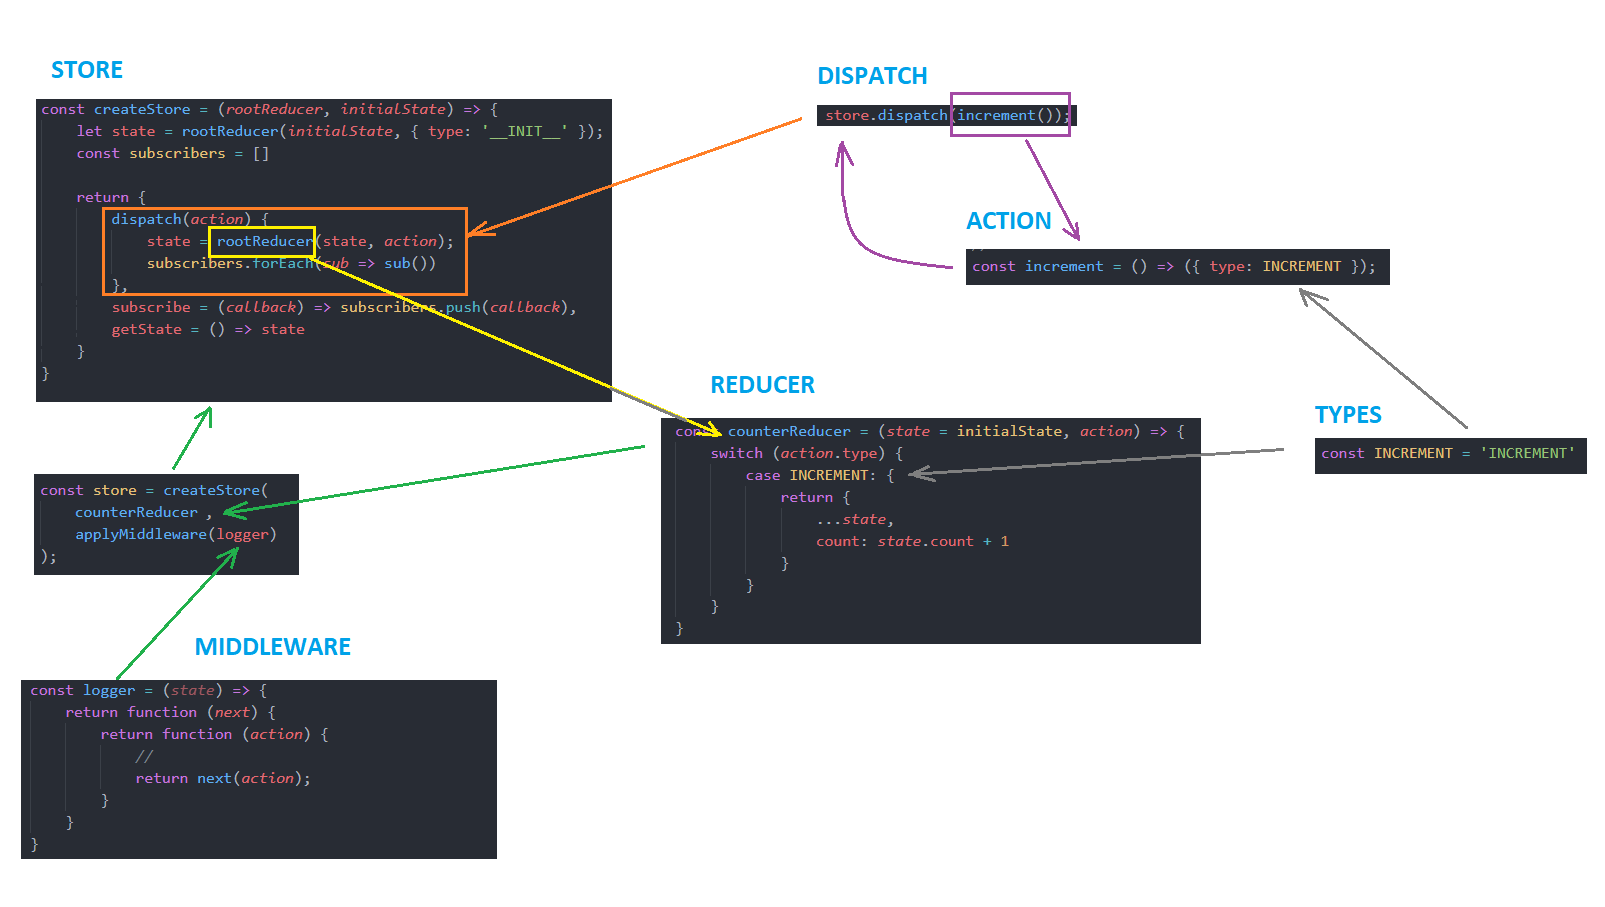 STORE
const createStore = (rootReducer, initialState) => {
let state = rootReducer(initialState, { type: '__INIT__' });
const subscribers = []
return {
dispatch(action) {
state = rootReducer(state, action);
subscribers.forEach(sub => sub())
},
subscribe = (callback) => subscribers.push(callback),
getState = () => state
}
}
DISPATCH
store.dispatch(increment());
ACTION
const increment = () => ({ type: INCREMENT });
REDUCER
const counterReducer = (state = initialState, action) => {
switch (action.type) {
case INCREMENT: {
return {
...state,
count: state.count + 1
}
}
}
}
TYPES
const INCREMENT = 'INCREMENT'
const store = createStore(
counterReducer ,
applyMiddleware(logger)
);
MIDDLEWARE
const logger = (state) => {
return function (next) {
return function (action) {
//
return next(action);
}
}
}